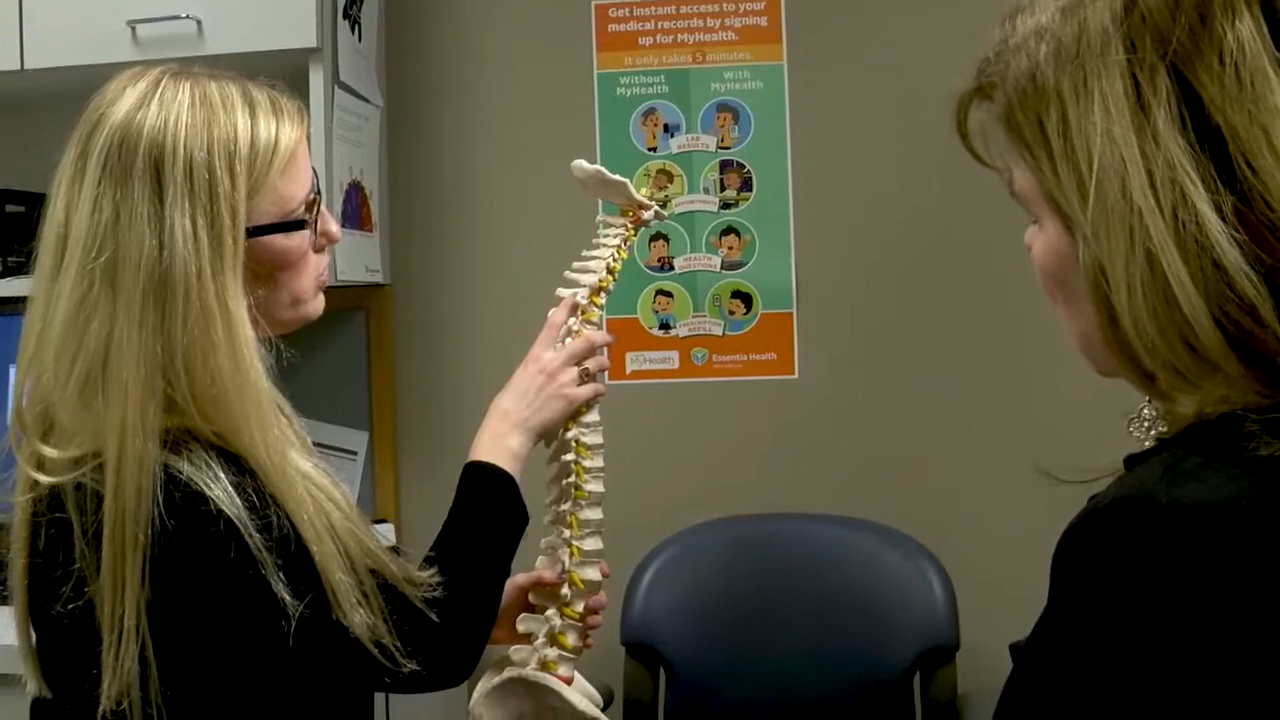 Get instant access to your
medical records by signing
up for MyHealth.
It only takes 5 minutes.
Without
MyHealth
With
MyHealth
LAB
RESULTS
APPOINTMENTS
HEALTH
QUESTIONS
PRESCRIPTION
REFILL
MyHealth
Essentia Health